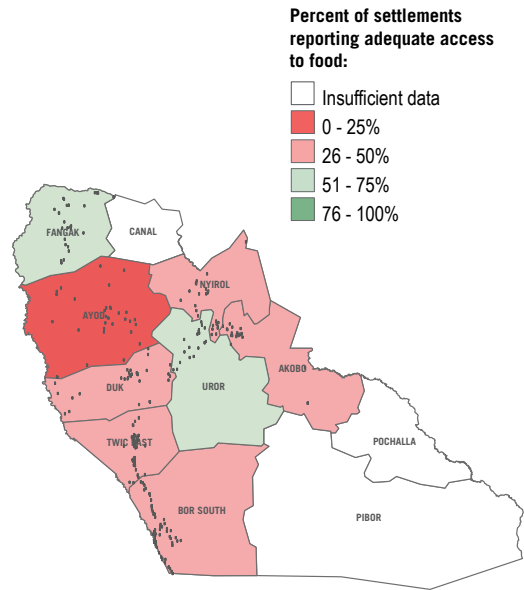 Percent of settlements
reporting adequate access
to food:
Insufficient data
0 - 25%
26 - 50%
51 - 75%
76 - 100%
FANGAK
CANAL
NYIROL
AYOD
AKOBO
DUK
UROR
TWIC EAST
POCHALLA
BOR SOUTH
PIBOR